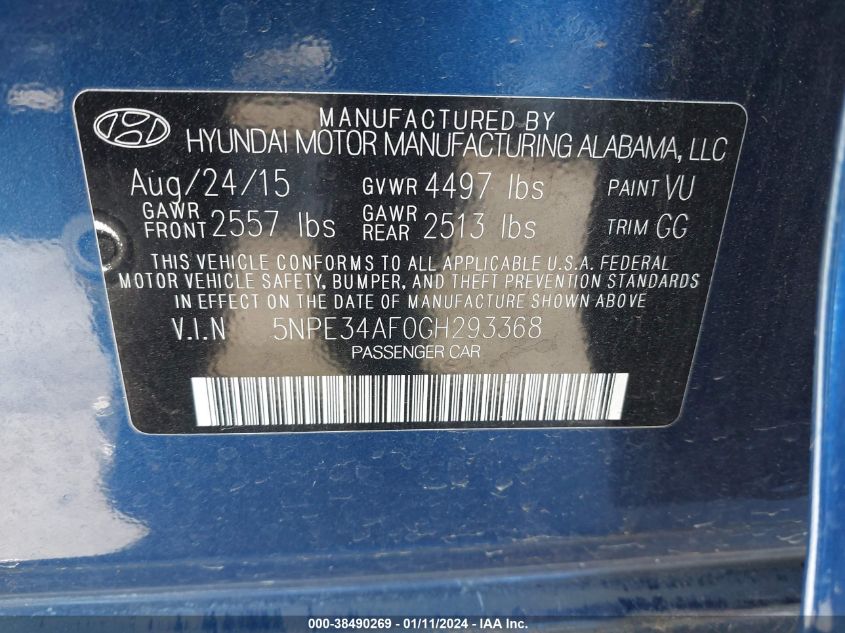 MANUFACTURED BY
HYUNDAI MOTOR MANUFACTURING ALABAMA, LLC
Aug/24/15 GVWR 4497 lbs PAINT VU
GAWR FRONT 2557 lbs GAWR REAR 2513 lbs TRIM GG
THIS VEHICLE CONFORMS TO ALL APPLICABLE U.S.A. FEDERAL
MOTOR VEHICLE SAFETY, BUMPER, AND THEFT PREVENTION STANDARDS
IN EFFECT ON THE DATE OF MANUFACTURE SHOWN ABOVE
V.I.N 5NPE34AF0GH293368
PASSENGER CAR
000-38490269 - 01/11/2024 - IAA Inc.